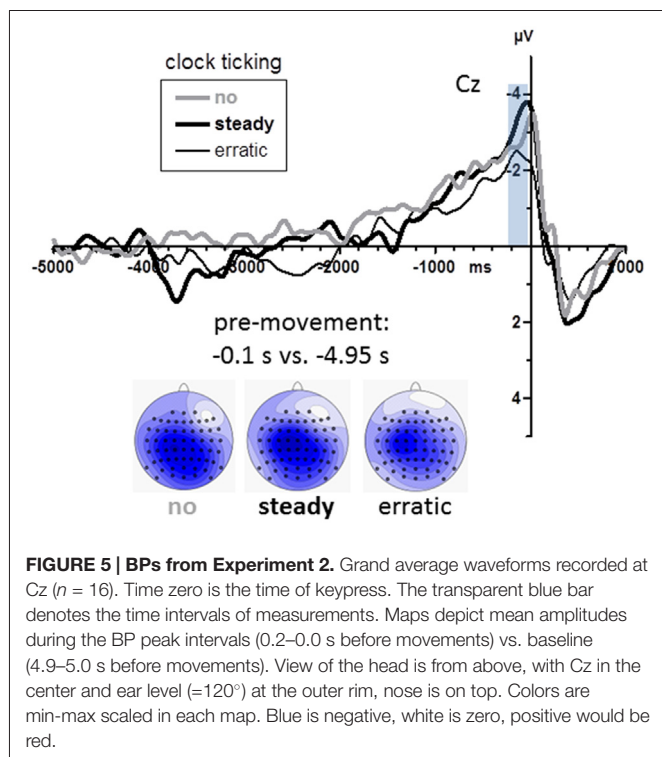 µV
clock ticking
no
steady
erratic
Cz
-4
-2
-5000 -4000 -3000 -2000 -1000 ms 1000
2
4
pre-movement:
-0.1 s vs. -4.95 s
no steady erratic
FIGURE 5 | BPs from Experiment 2. Grand average waveforms recorded at
Cz (n = 16). Time zero is the time of keypress. The transparent blue bar
denotes the time intervals of measurements. Maps depict mean amplitudes
during the BP peak intervals (0.2–0.0 s before movements) vs. baseline
(4.9–5.0 s before movements). View of the head is from above, with Cz in the
center and ear level (=120°) at the outer rim, nose is on top. Colors are
min-max scaled in each map. Blue is negative, white is zero, positive would be
red.